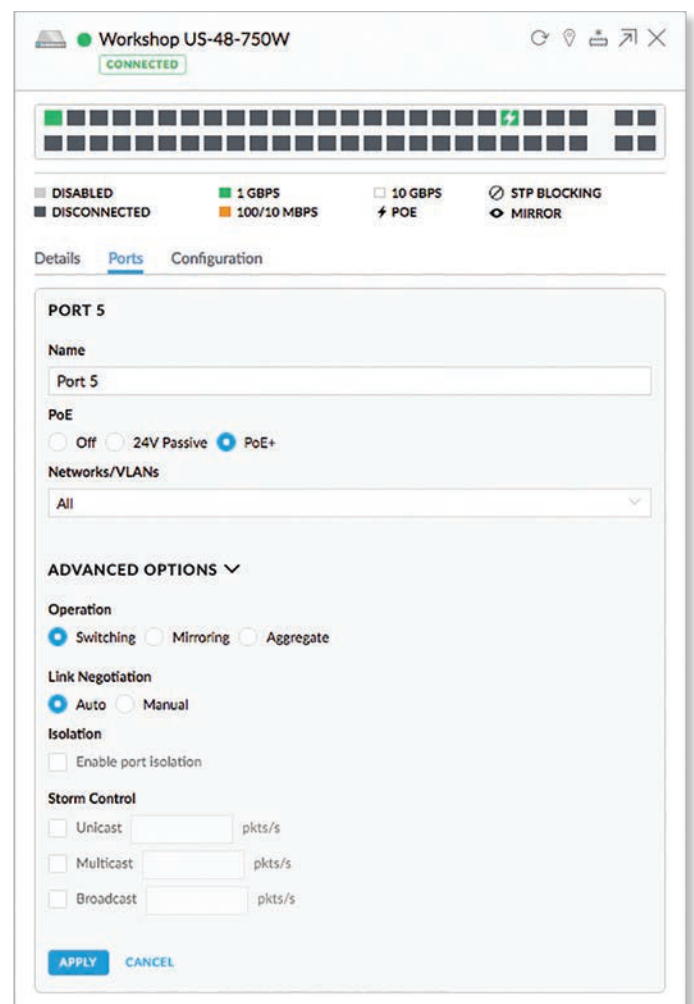 Workshop US-48-750W
CONNECTED
DISABLED 1 GBPS 10 GBPS STP BLOCKING
DISCONNECTED 100/10 MBPS POE MIRROR
Details Ports Configuration
PORT 5
Name
Port 5
PoE
Off 24V Passive PoE+
Networks/VLANs
All
ADVANCED OPTIONS
Operation
Switching Mirroring Aggregate
Link Negotiation
Auto Manual
Isolation
Enable port isolation
Storm Control
Unicast pkts/s
Multicast pkts/s
Broadcast pkts/s
APPLY CANCEL